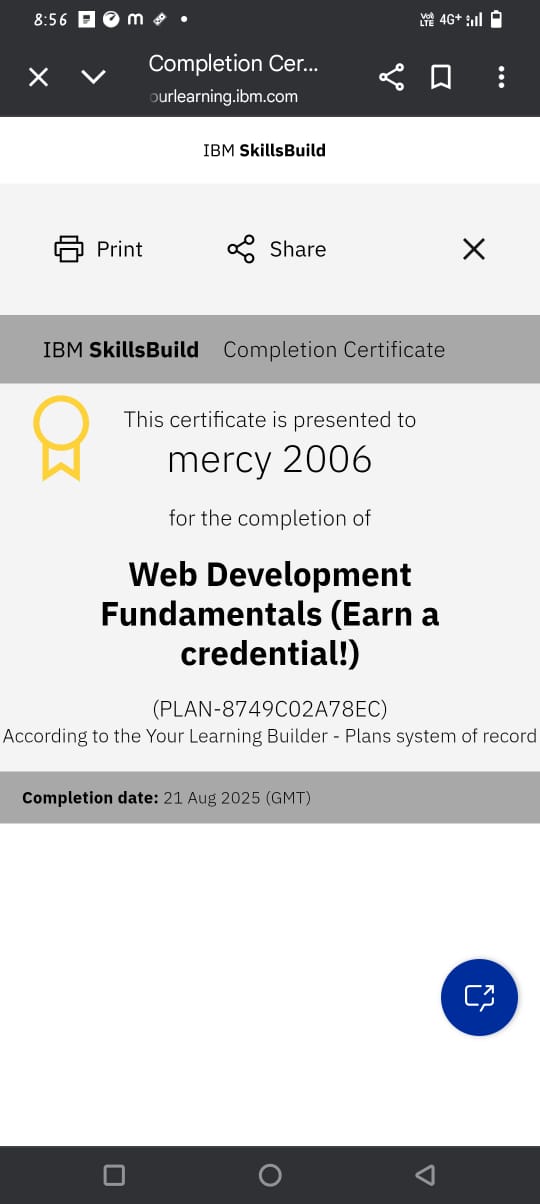 8:56 m VoD LTE 4G+
Completion Cer...
ourlearning.ibm.com
IBM SkillsBuild
Print Share
IBM SkillsBuild Completion Certificate
This certificate is presented to
mercy 2006
for the completion of
Web Development
Fundamentals (Earn a
credential!)
(PLAN-8749C02A78EC)
According to the Your Learning Builder - Plans system of record
Completion date: 21 Aug 2025 (GMT)